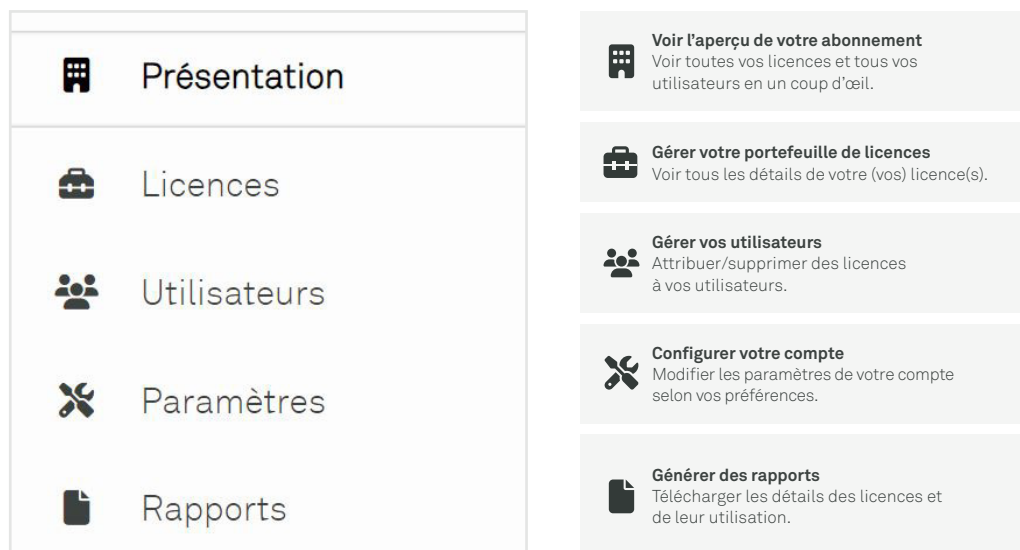 Présentation
Licences
Utilisateurs
Paramètres
Rapports
Voir l’aperçu de votre abonnement
Voir toutes vos licences et tous vos
utilisateurs en un coup d’œil.
Gérer votre portefeuille de licences
Voir tous les détails de votre (vos) licence(s).
Gérer vos utilisateurs
Attribuer/supprimer des licences
à vos utilisateurs.
Configurer votre compte
Modifier les paramètres de votre compte
selon vos préférences.
Générer des rapports
Télécharger les détails des licences et
de leur utilisation.